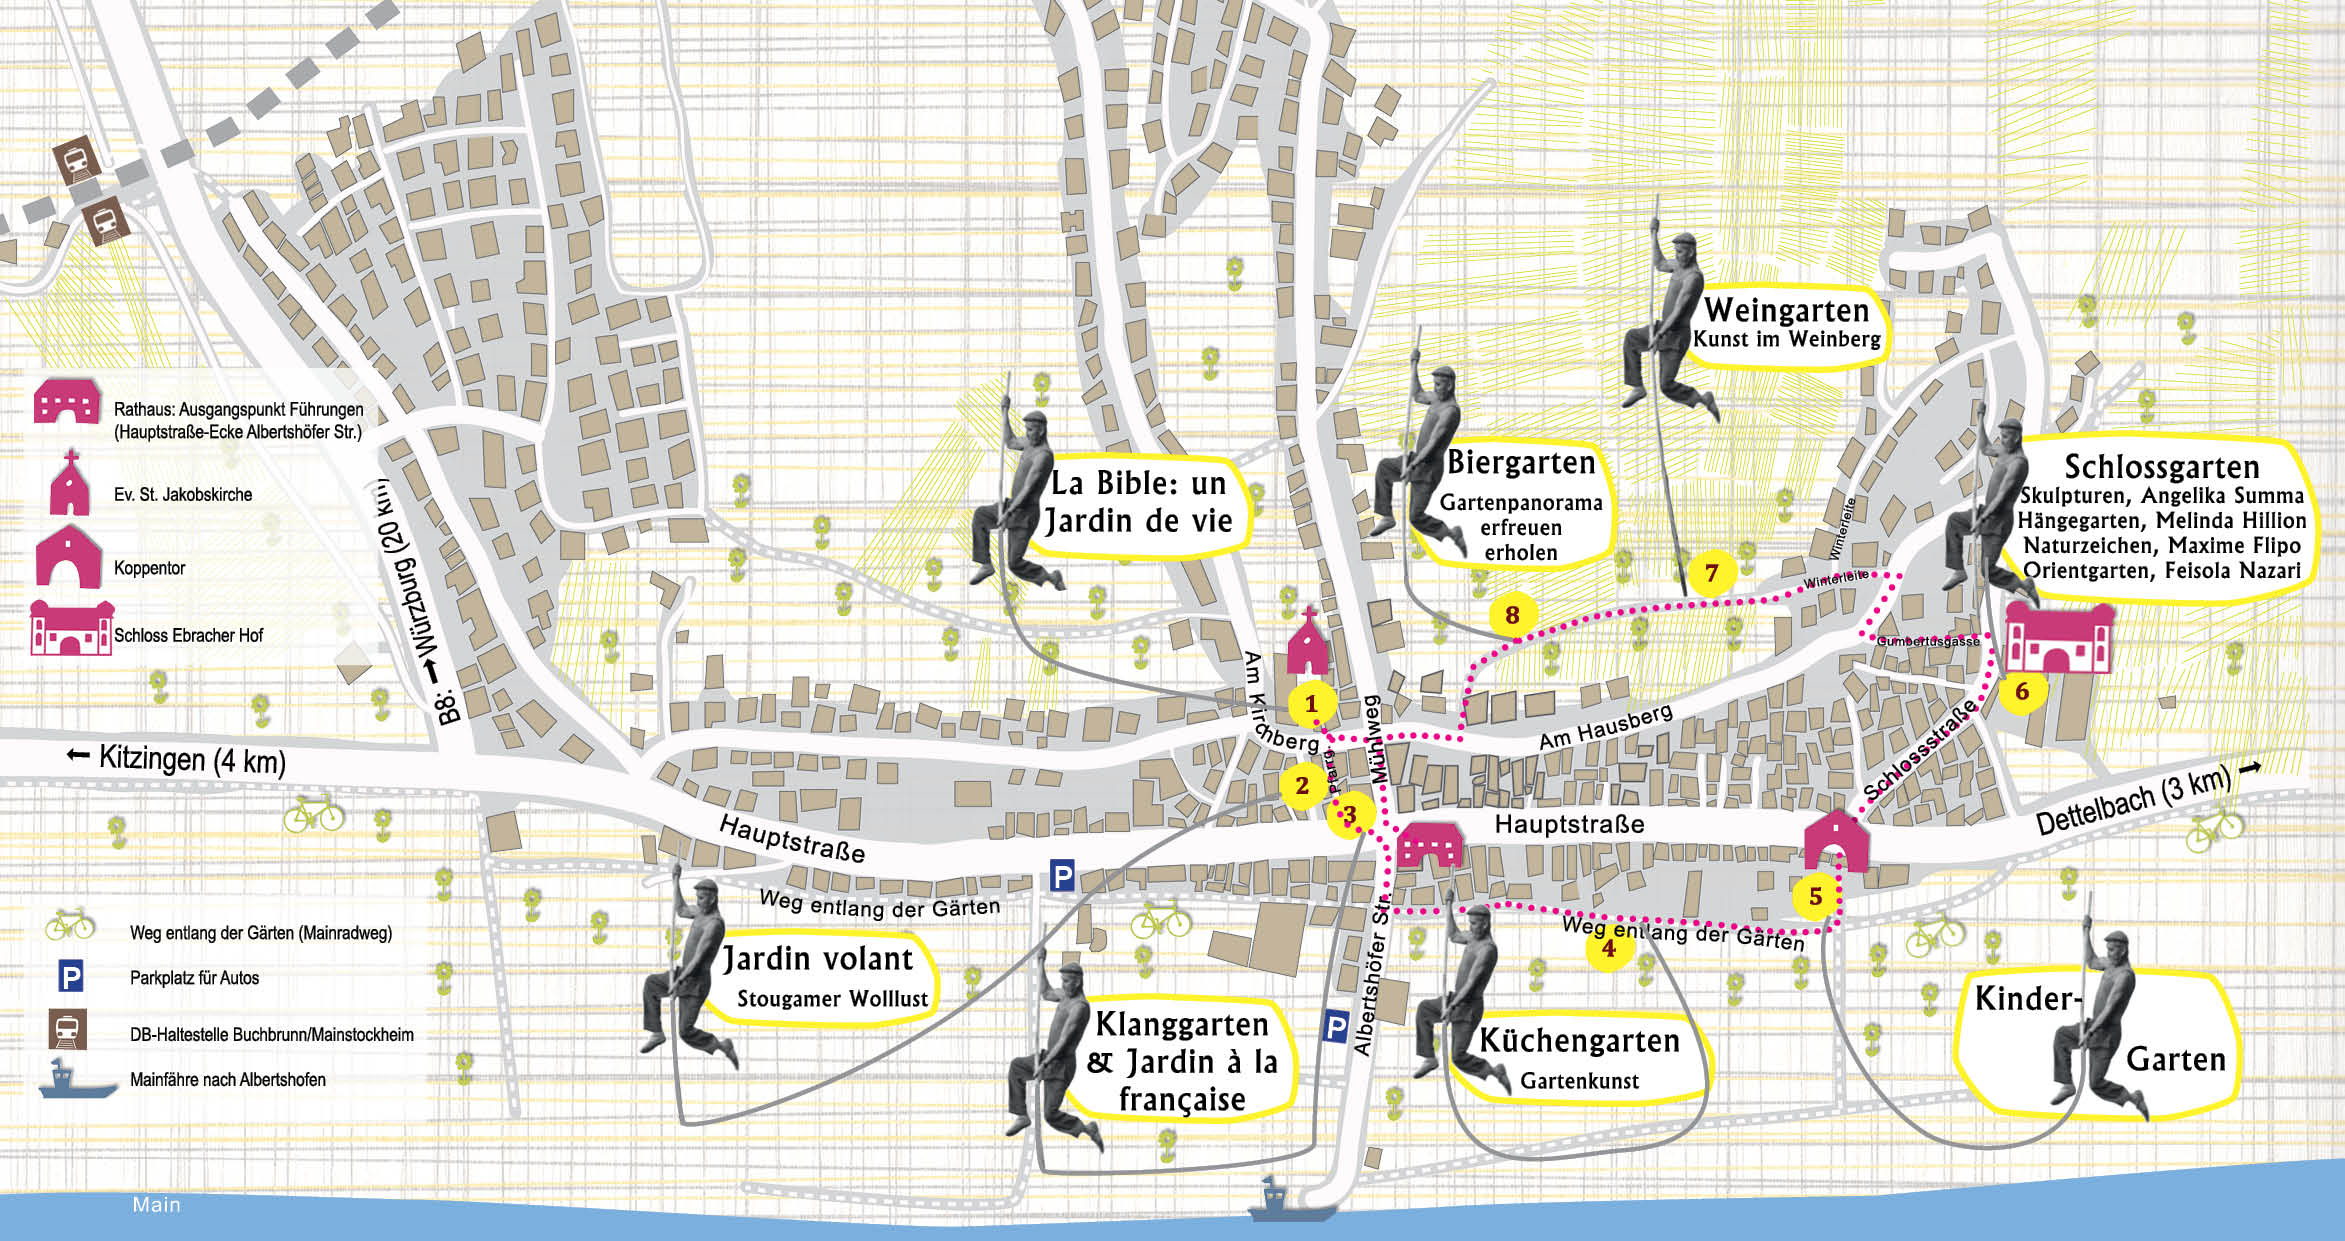 Rathaus: Ausgangspunkt Führungen
(Hauptstraße-Ecke Albertshöfer Str.)
Ev. St. Jakobskirche
Koppentor
Schloss Ebracher Hof
B8: ← Würzburg (20 km)
← Kitzingen (4 km)
Weg entlang der Gärten (Mainradweg)
P
Parkplatz für Autos
DB-Haltestelle Buchbrunn/Mainstockheim
Mainfähre nach Albertshofen
Main
La Bible: un
Jardin de vie
Biergarten
Gartenpanorama
erfreuen
erholen
Weingarten
Kunst im Weinberg
Schlossgarten
Skulpturen, Angelika Summa
Hängegarten, Melinda Hillion
Naturzeichen, Maxime Flipo
Orientgarten, Feisola Nazari
Winterleite
Winterleite
Gumbertusgasse
7
8
6
1
2
3
Am Kirchberg
Mühlweg
Am Hausberg
Schlossstraße
Dettelbach (3 km) →
Hauptstraße
Hauptstraße
P
Weg entlang der Gärten
Weg entlang der Gärten
5
4
Albertshöfer Str.
P
Jardin volant
Stougamer Wolllust
Klanggarten
& Jardin à la
française
Küchengarten
Gartenkunst
Kinder-
Garten